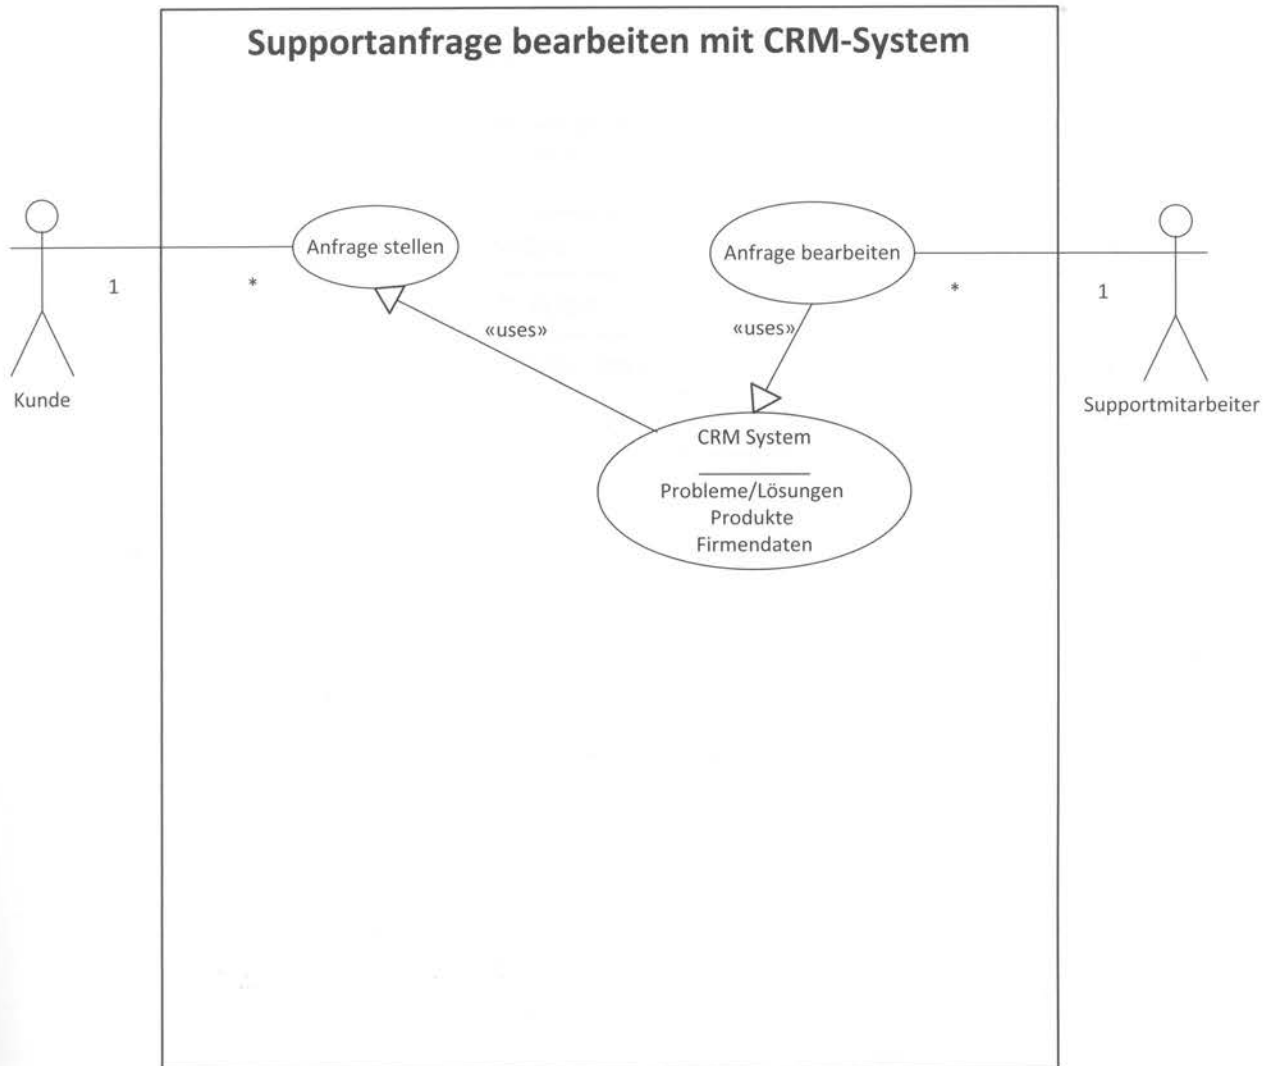 Supportanfrage bearbeiten mit CRM-System
Anfrage stellen
Anfrage bearbeiten
1
*
*
1
«uses»
«uses»
Kunde
Supportmitarbeiter
CRM System
Probleme/Lösungen
Produkte
Firmendaten